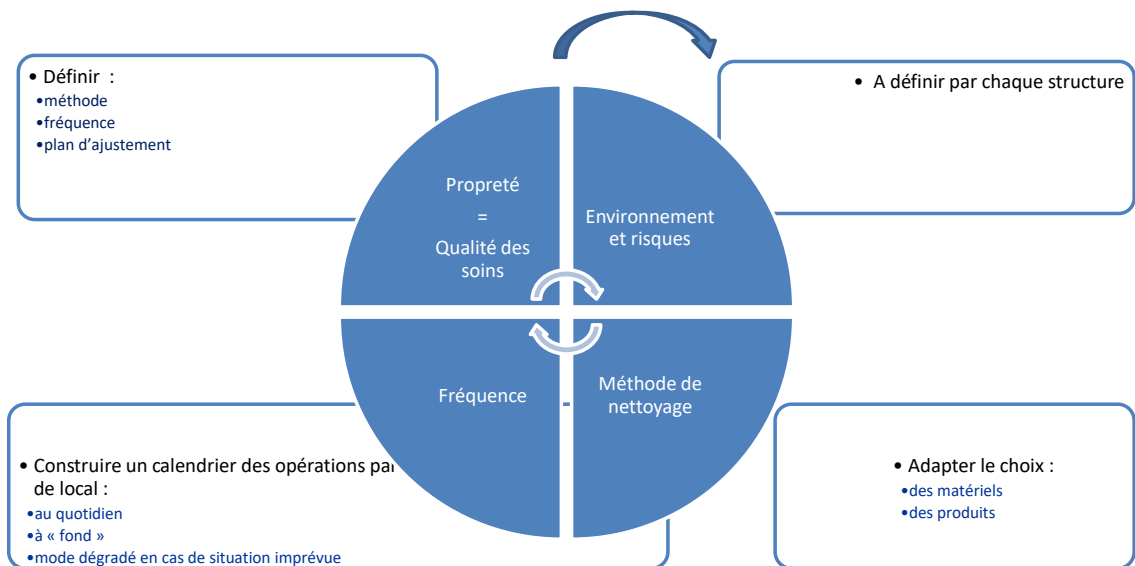 • Définir :
•méthode
•fréquence
•plan d'ajustement
• A définir par chaque structure
Propreté
=
Qualité des
soins
Environnement
et risques
Fréquence
Méthode de
nettoyage
• Construire un calendrier des opérations
de local :
•au quotidien
•à « fond »
•mode dégradé en cas de situation imprévue
• Adapter le choix :
•des matériels
•des produits